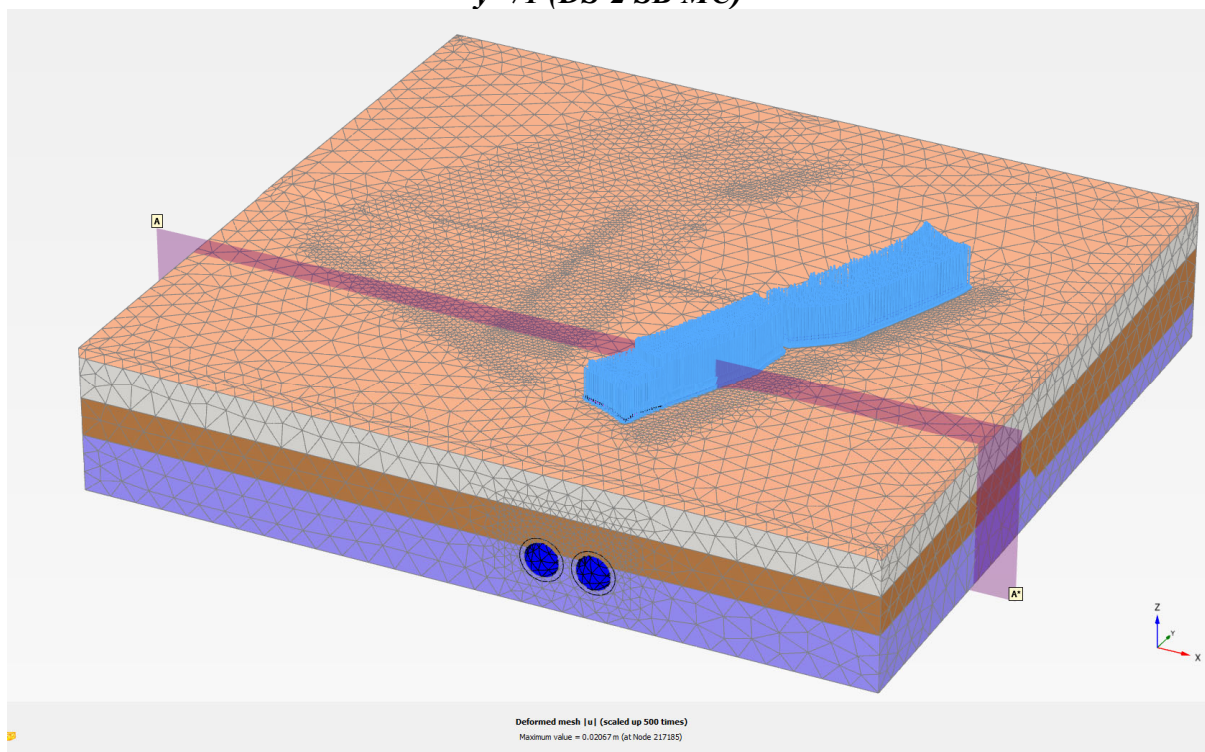 A
A*
Z
Y
X
Deformed mesh |u| (scaled up 500 times)
Maximum value = 0.02067 m (at Node 217185)